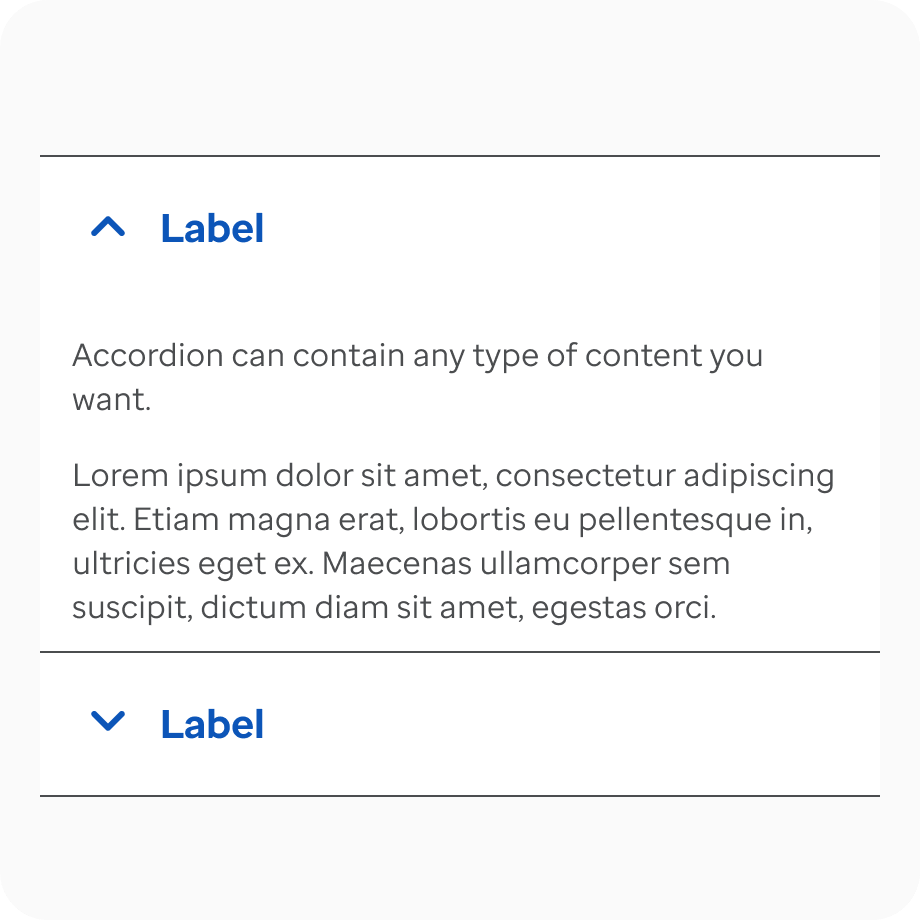 Label
Accordion can contain any type of content you
want.
Lorem ipsum dolor sit amet, consectetur adipiscing
elit. Etiam magna erat, lobortis eu pellentesque in,
ultricies eget ex. Maecenas ullamcorper sem
suscipit, dictum diam sit amet, egestas orci.
Label